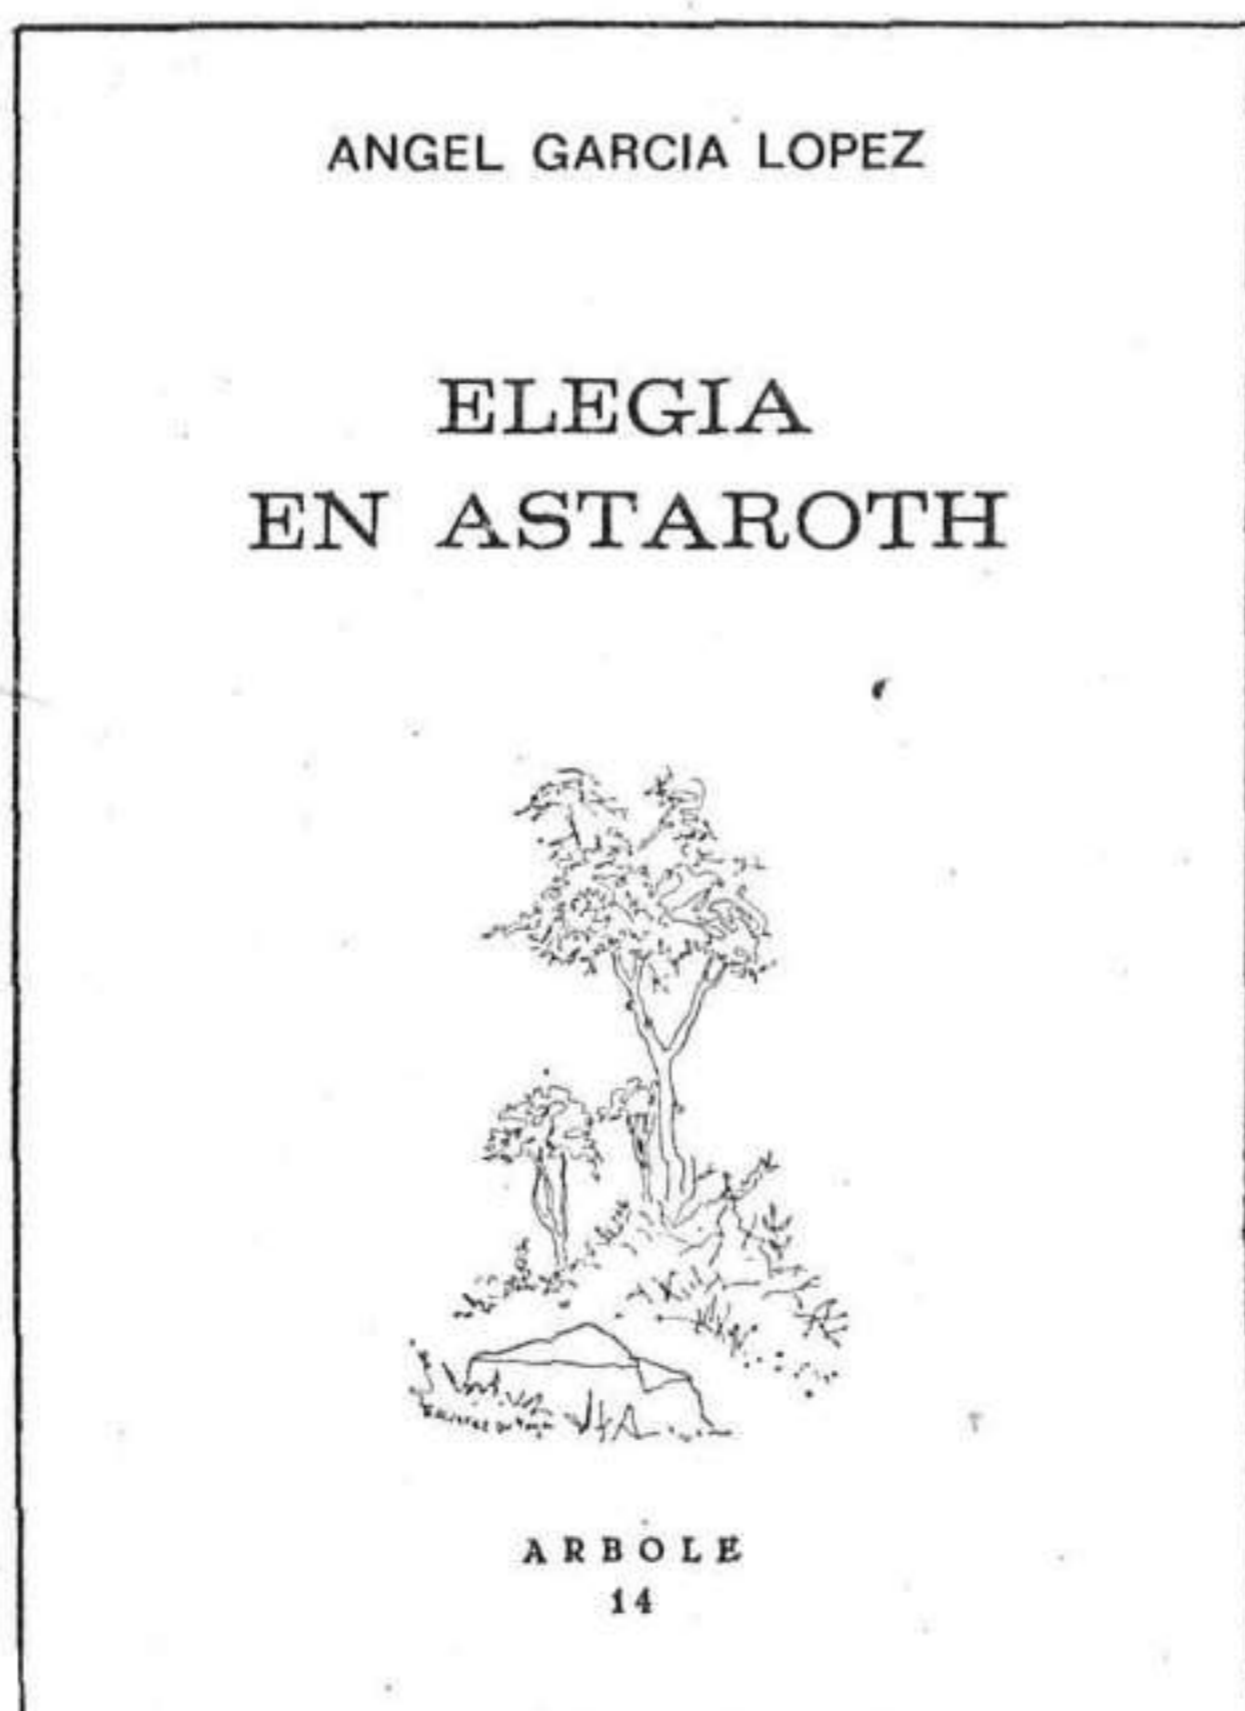 ANGEL GARCIA LOPEZ
ELEGIA
EN ASTAROTH
ARBOLE
14